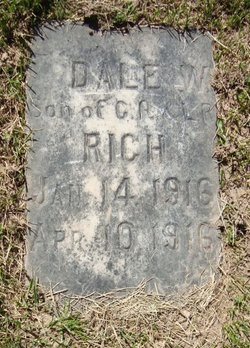 DALE W
Son of C. R. & L. R.
RICH
JAN. 14. 1916
APR. 10. 1916